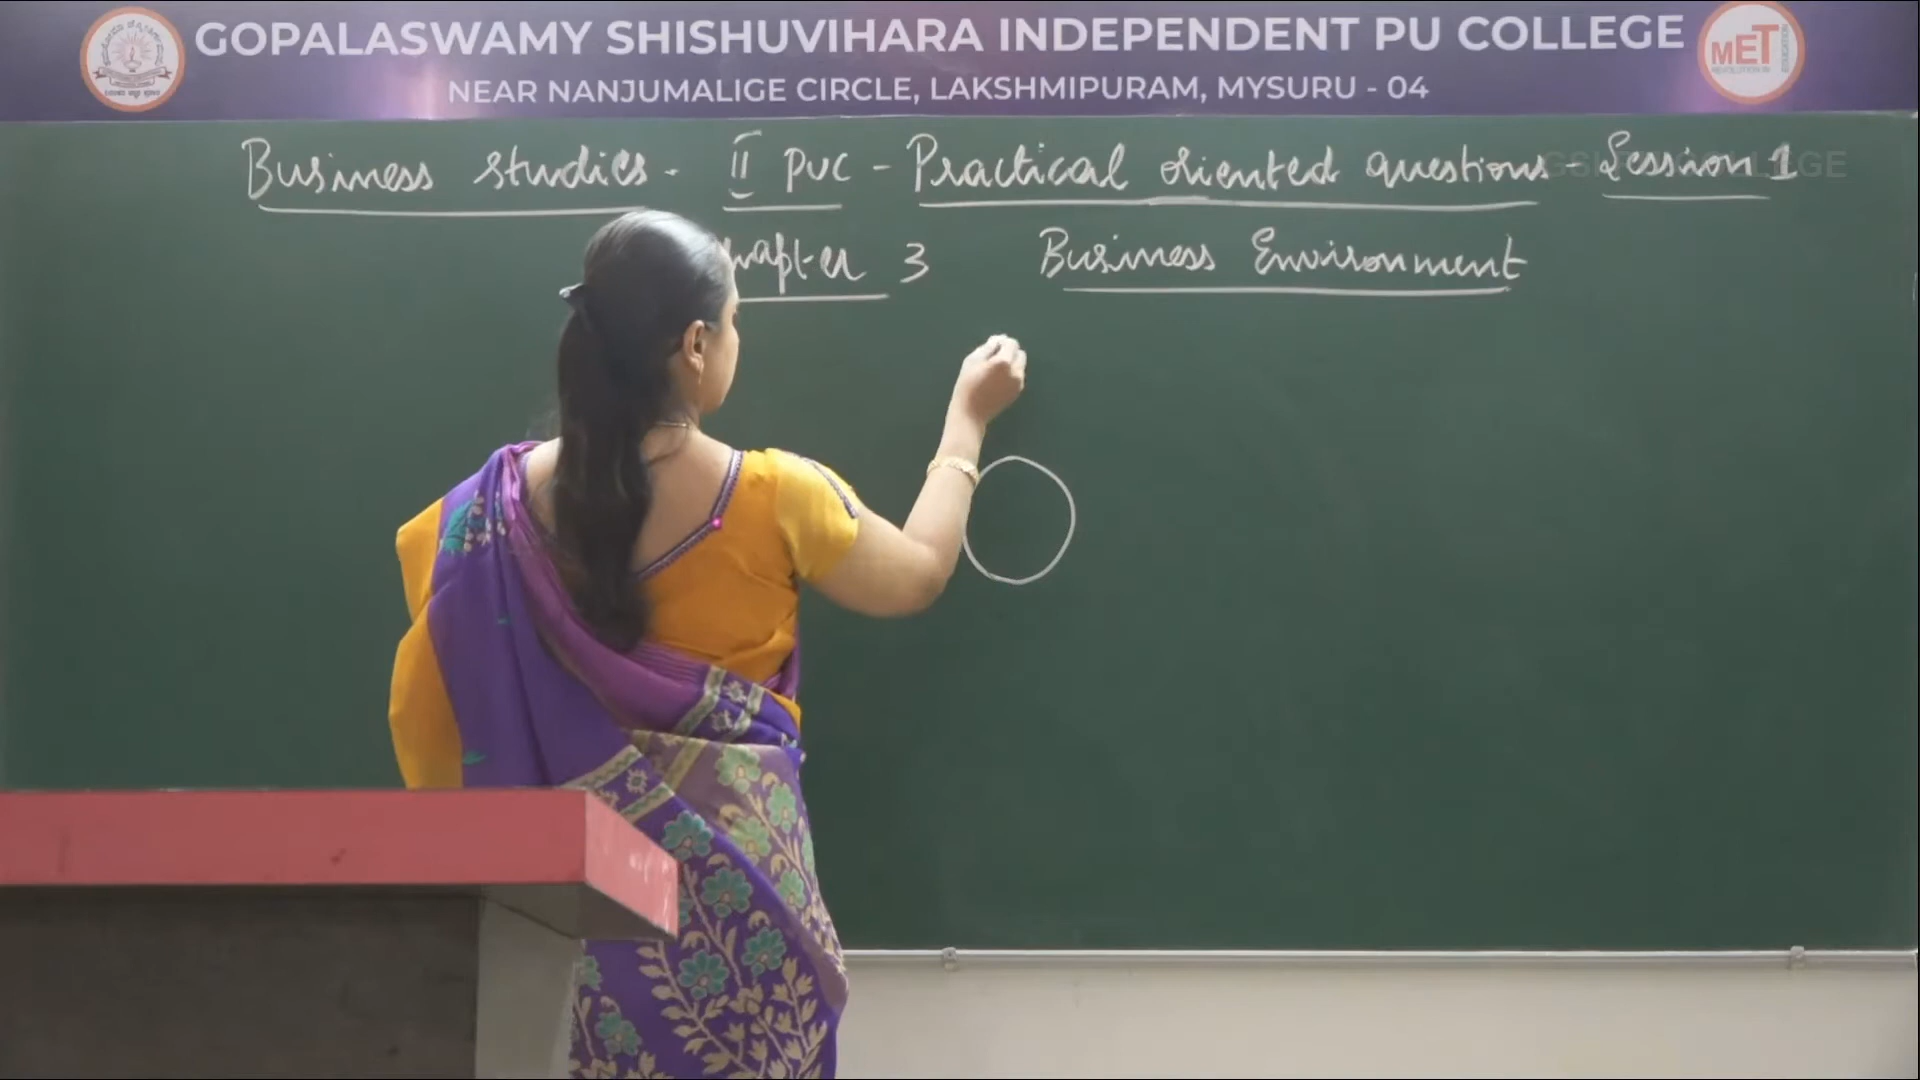 GOPALASWAMY SHISHUVIHARA INDEPENDENT PU COLLEGE
MET
NEAR NANJUMALIGE CIRCLE, LAKSHMIPURAM, MYSURU - 04
Business studies - II PUC - Practical oriented questions - Session 1
hapter 3 Business Environment